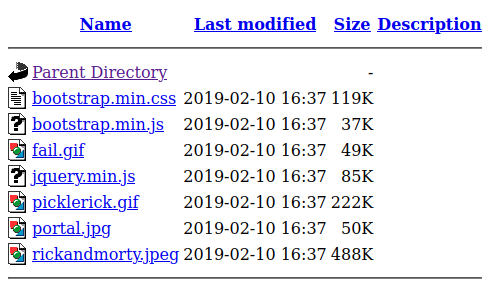 Name Last modified Size Description
Parent Directory -
bootstrap.min.css 2019-02-10 16:37 119K
bootstrap.min.js 2019-02-10 16:37 37K
fail.gif 2019-02-10 16:37 49K
jquery.min.js 2019-02-10 16:37 85K
picklerick.gif 2019-02-10 16:37 222K
portal.jpg 2019-02-10 16:37 50K
rickandmorty.jpeg 2019-02-10 16:37 488K